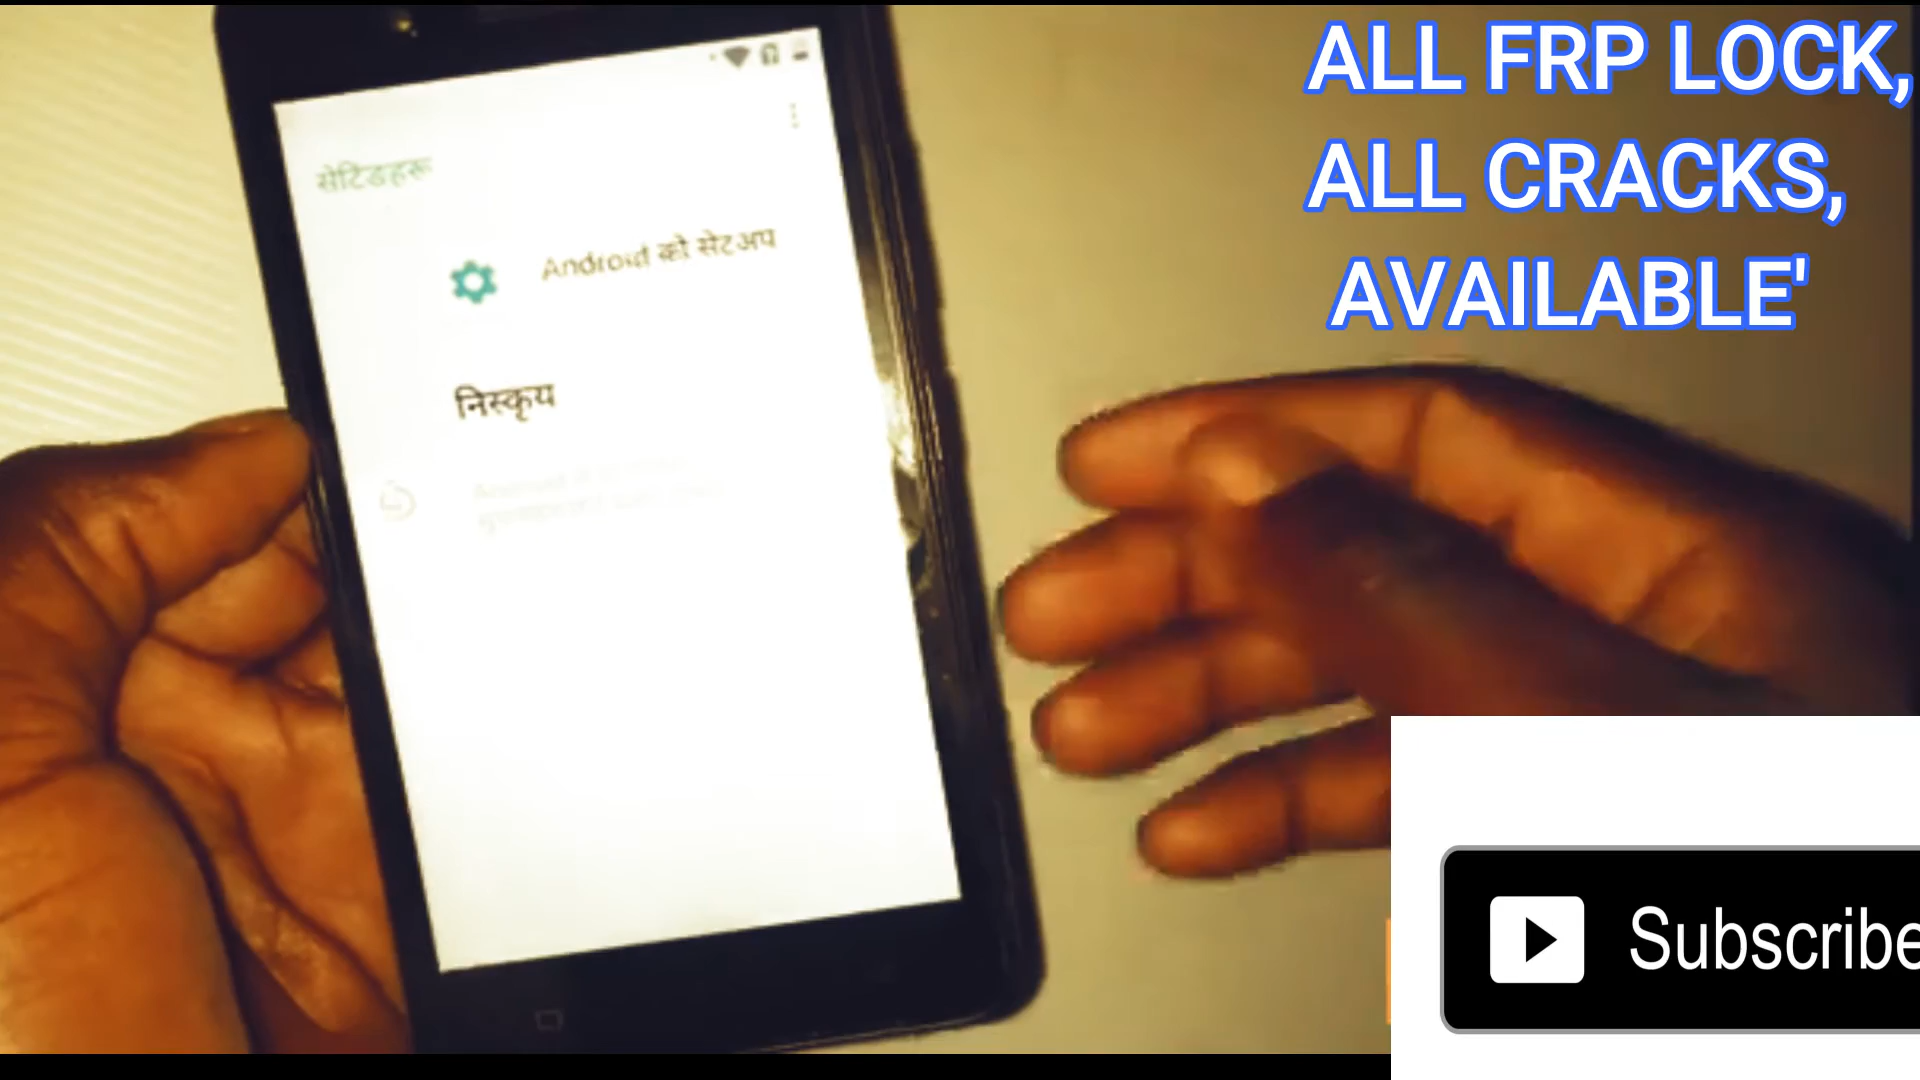 ALL FRP LOCK,
ALL CRACKS,
AVAILABLE'
सेटिङहरू
Android को सेटअप
निस्कृय
Subscribe